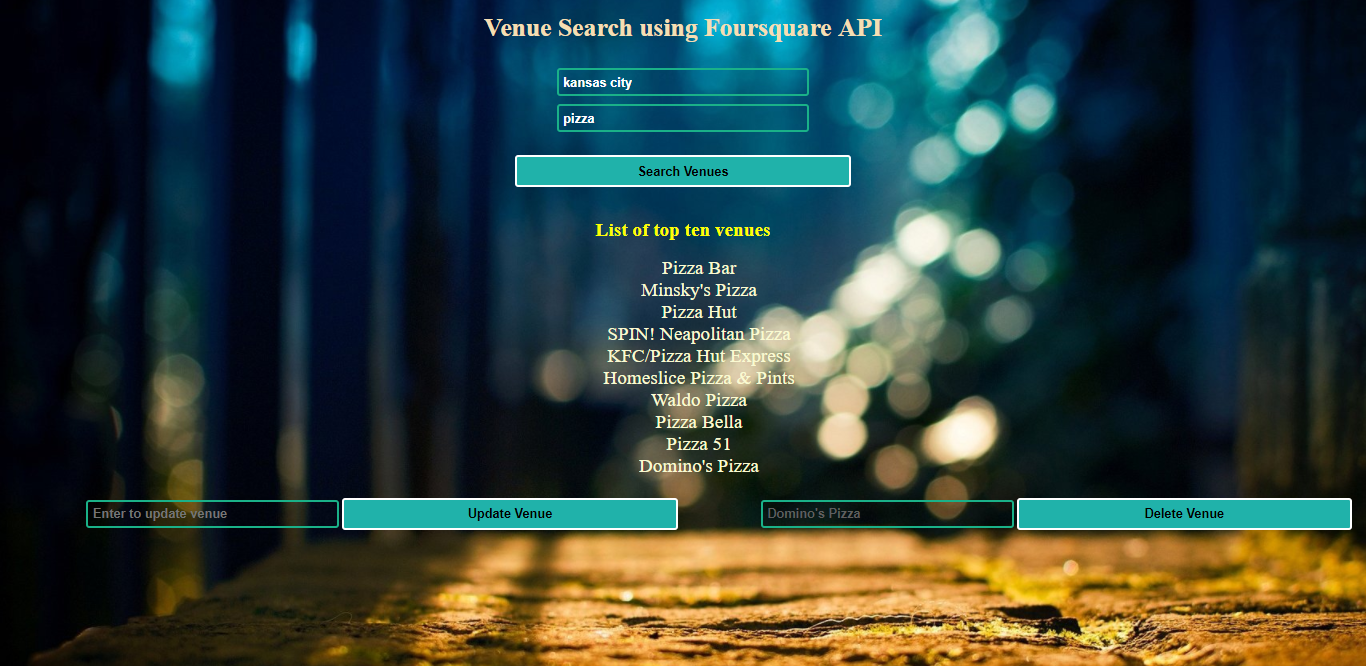 Venue Search using Foursquare API
kansas city
pizza
Search Venues
List of top ten venues
Pizza Bar
Minsky's Pizza
Pizza Hut
SPIN! Neapolitan Pizza
KFC/Pizza Hut Express
Homeslice Pizza & Pints
Waldo Pizza
Pizza Bella
Pizza 51
Domino's Pizza
Enter to update venue
Update Venue
Domino's Pizza
Delete Venue